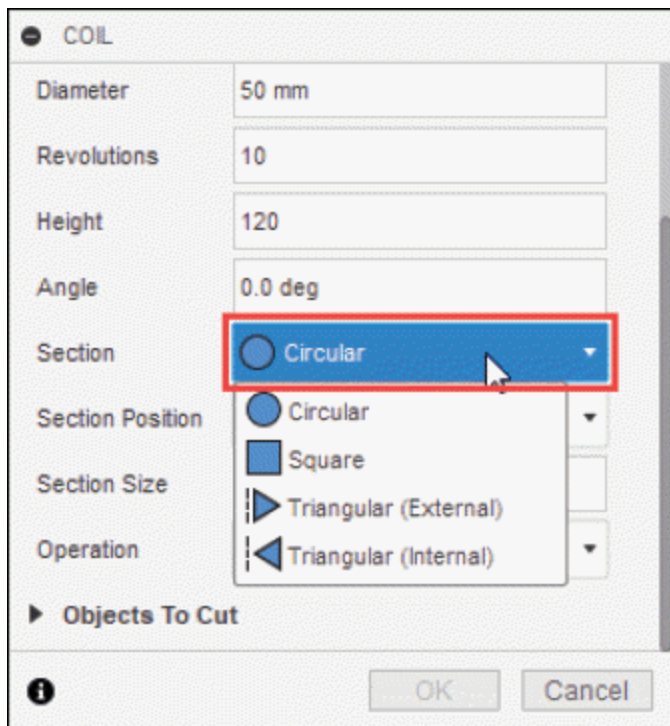 COIL
Diameter 50 mm
Revolutions 10
Height 120
Angle 0.0 deg
Section Circular
Circular
Section Position
Square
Section Size
Triangular (External)
Operation
Triangular (Internal)
Objects To Cut
OK Cancel